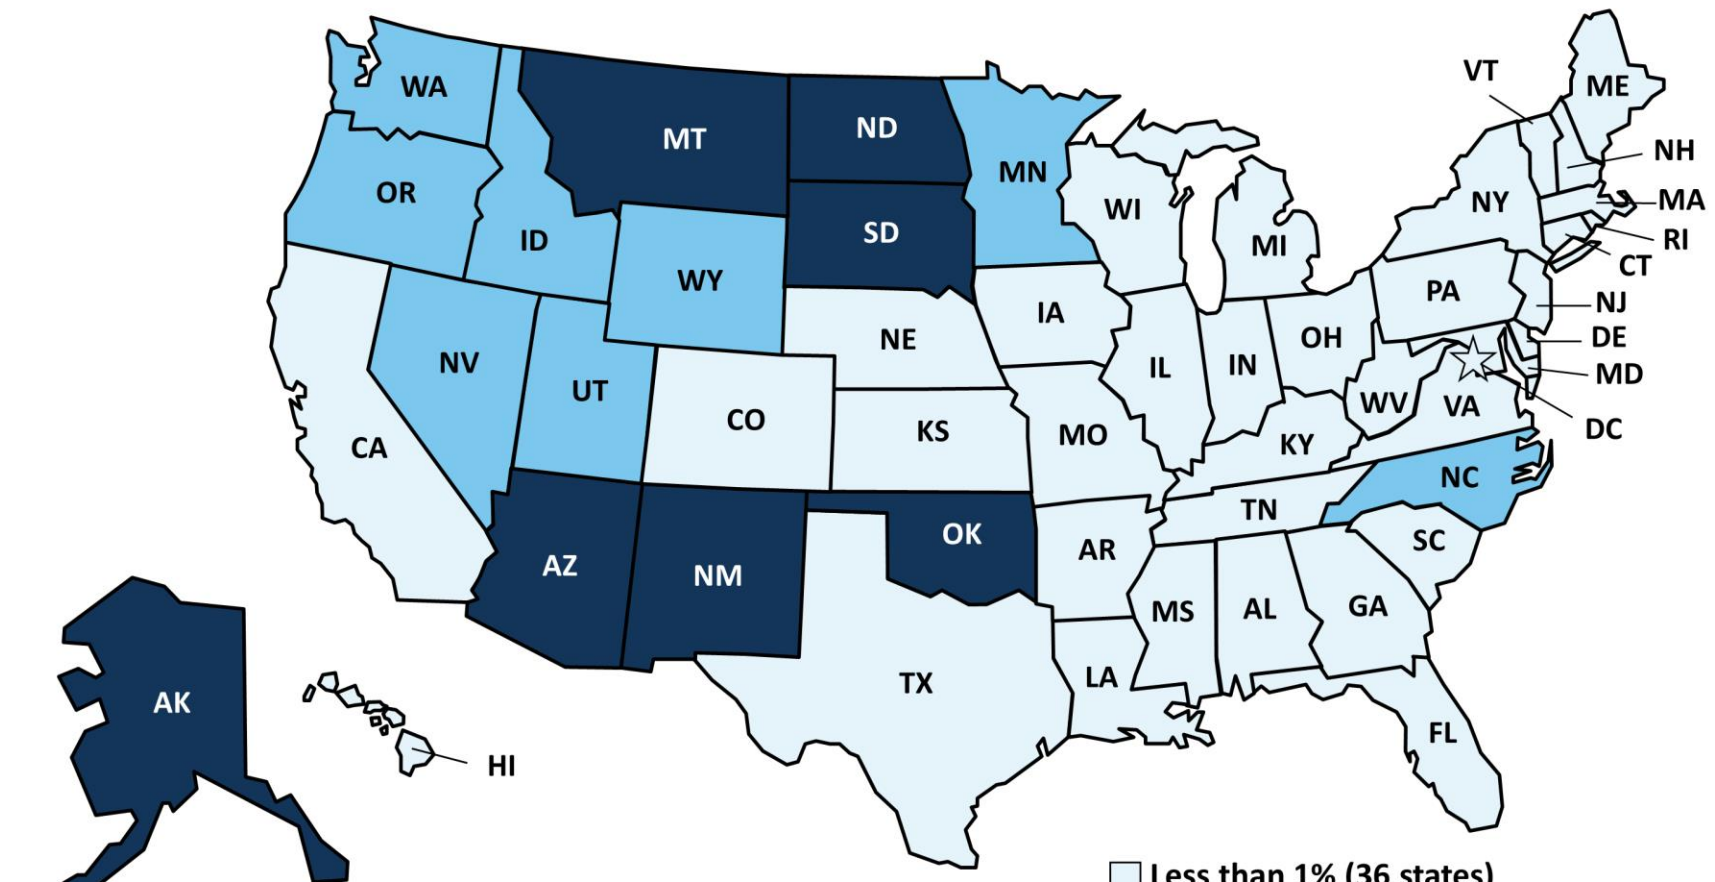 VT
ME
WA
MT
ND
NH
MN
OR
NY
MA
WI
SD
RI
ID
MI
CT
WY
PA
NJ
IA
NE
OH
DE
NV
IL
IN
MD
UT
WV
VA
CO
KS
MO
DC
CA
KY
NC
TN
OK
SC
AR
AZ
NM
MS
AL
GA
TX
LA
AK
FL
HI
Less than 1% (36 states)